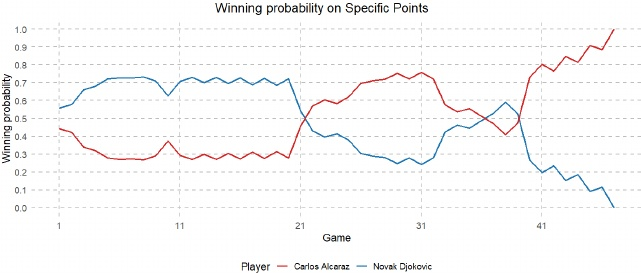 Winning probability on Specific Points
Winning probability
1.0
0.9
0.8
0.7
0.6
0.5
0.4
0.3
0.2
0.1
0.0
1 11 21 31 41
Game
Player Carlos Alcaraz Novak Djokovic